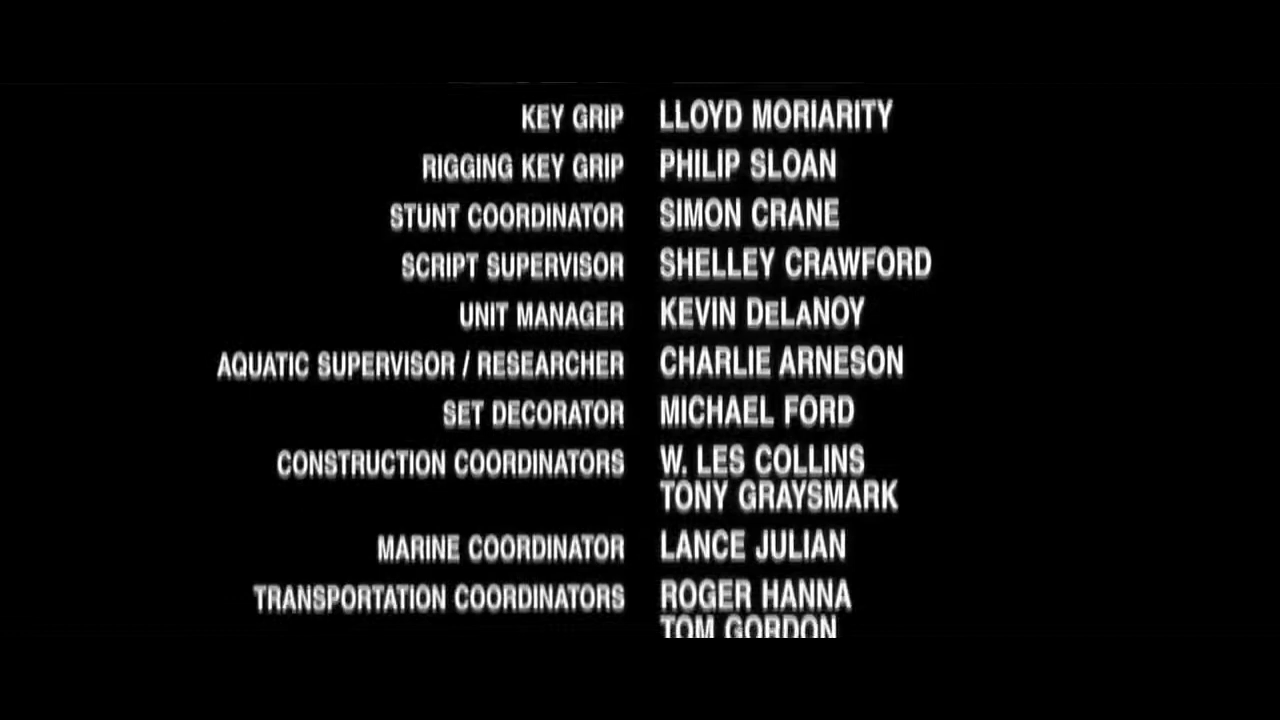 KEY GRIP LLOYD MORIARITY
RIGGING KEY GRIP PHILIP SLOAN
STUNT COORDINATOR SIMON CRANE
SCRIPT SUPERVISOR SHELLEY CRAWFORD
UNIT MANAGER KEVIN DELANOY
AQUATIC SUPERVISOR / RESEARCHER CHARLIE ARNESON
SET DECORATOR MICHAEL FORD
CONSTRUCTION COORDINATORS W. LES COLLINS
TONY GRAYSMARK
MARINE COORDINATOR LANCE JULIAN
TRANSPORTATION COORDINATORS ROGER HANNA
TOM GORDON